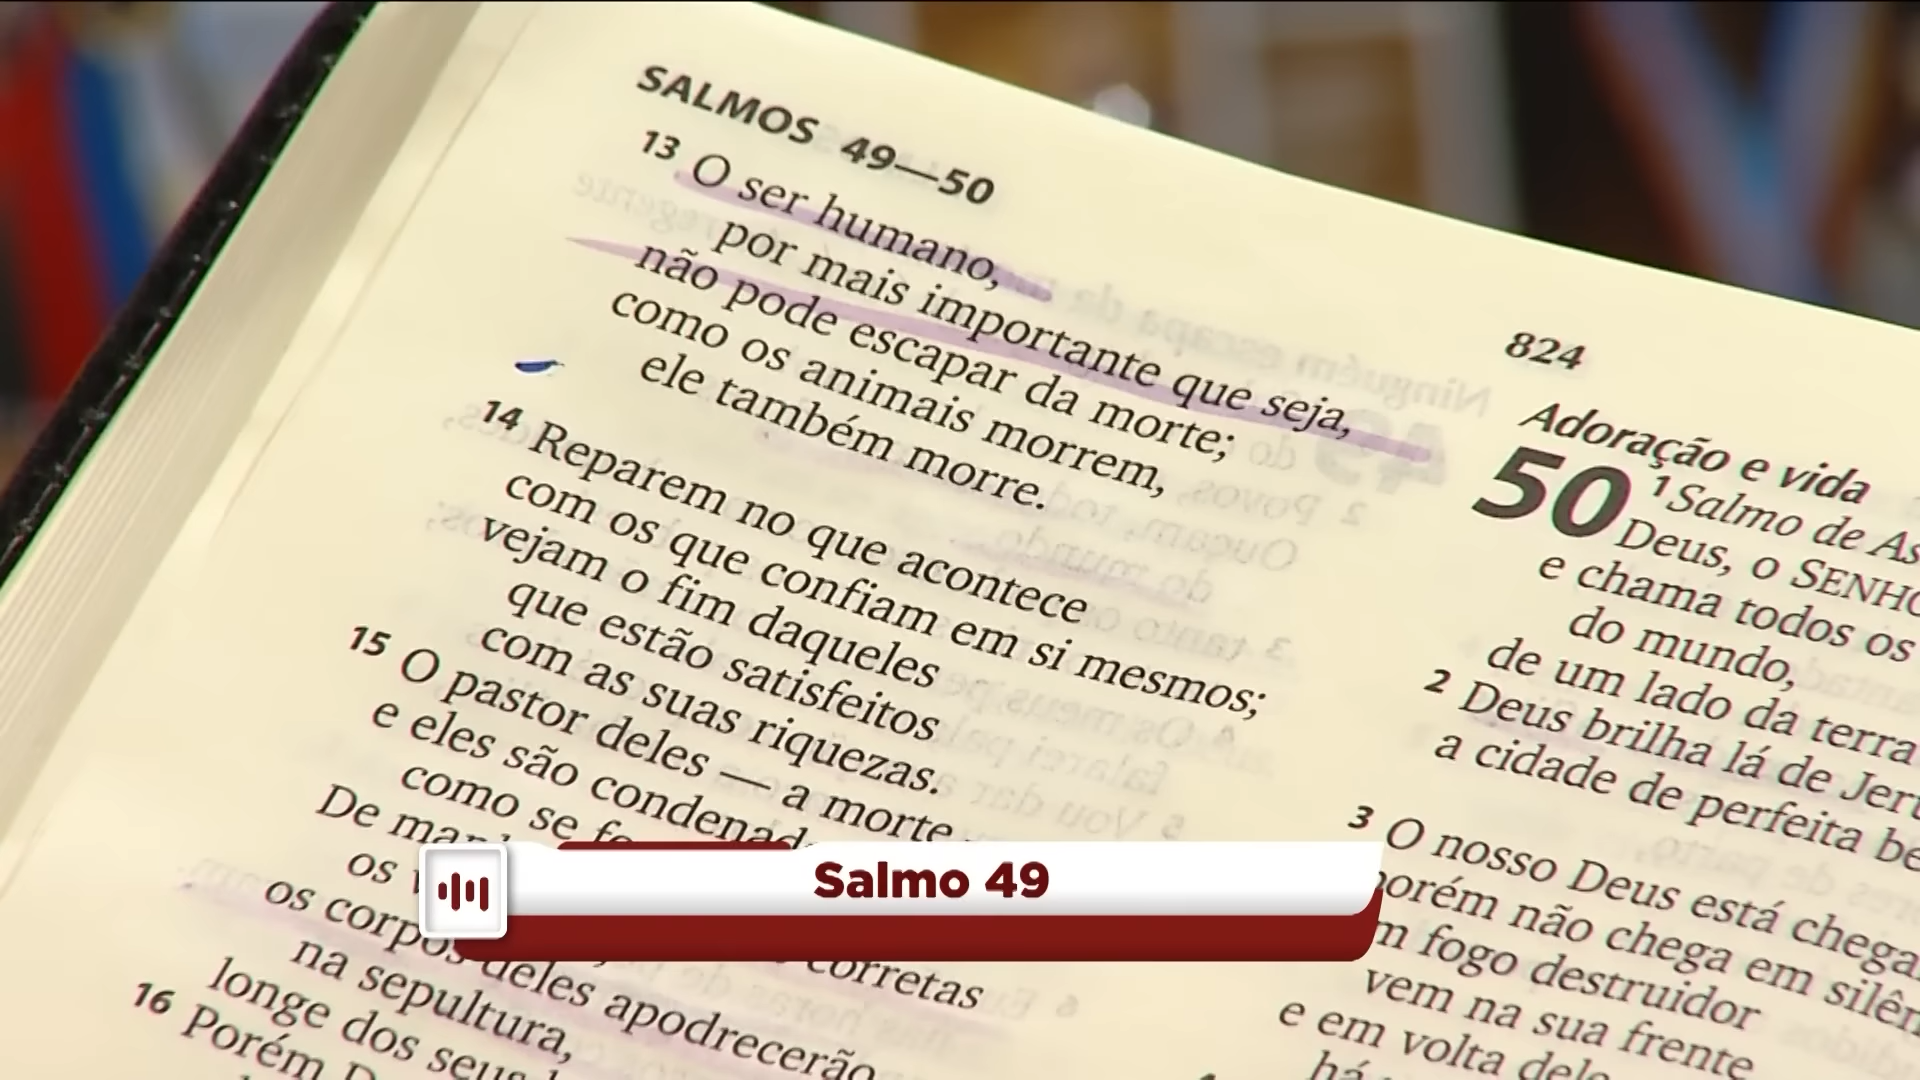 SALMOS 49—50
13 O ser humano,
por mais importante que seja,
não pode escapar da morte;
como os animais morrem,
ele também morre.
14 Reparem no que acontece
com os que confiam em si mesmos;
vejam o fim daqueles
que estão satisfeitos
com as suas riquezas.
15 O pastor deles — a morte
e eles são
como se
De
os
os corpos deles apodrecerão
corretas
na sepultura,
longe dos seus
16 Porém
824
Adoração e vida
50 1 Salmo de
Deus, o
e chama todos os
do mundo,
de um lado da terra
2 Deus brilha lá de
a cidade de perfeita
3 O nosso Deus está
porém não chega em
fogo destruidor
vem na sua frente
e em volta
há
Salmo 49